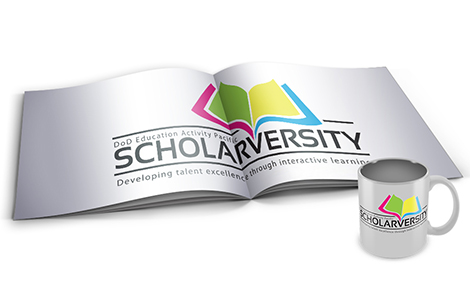 DoD Education Activity Pacific
SCHOLARVERSITY
Developing talent excellence through interactive learning
SCHOLARVERSITY